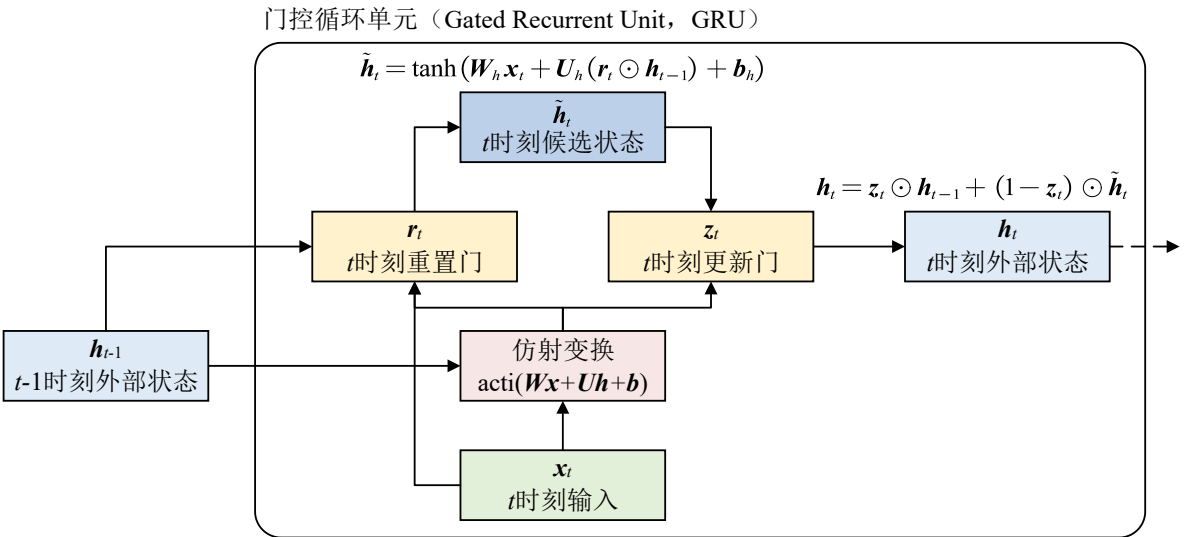 门控循环单元（Gated Recurrent Unit，GRU）
h̃ₜ = tanh(Wₕxₜ + Uₕ(rₜ ⊙ hₜ₋₁) + bₕ)
h̃ₜ
t时刻候选状态
hₜ = zₜ ⊙ hₜ₋₁ + (1 − zₜ) ⊙ h̃ₜ
rₜ
t时刻重置门
zₜ
t时刻更新门
hₜ
t时刻外部状态
hₜ₋₁
t-1时刻外部状态
仿射变换
acti(Wx+Uh+b)
xₜ
t时刻输入